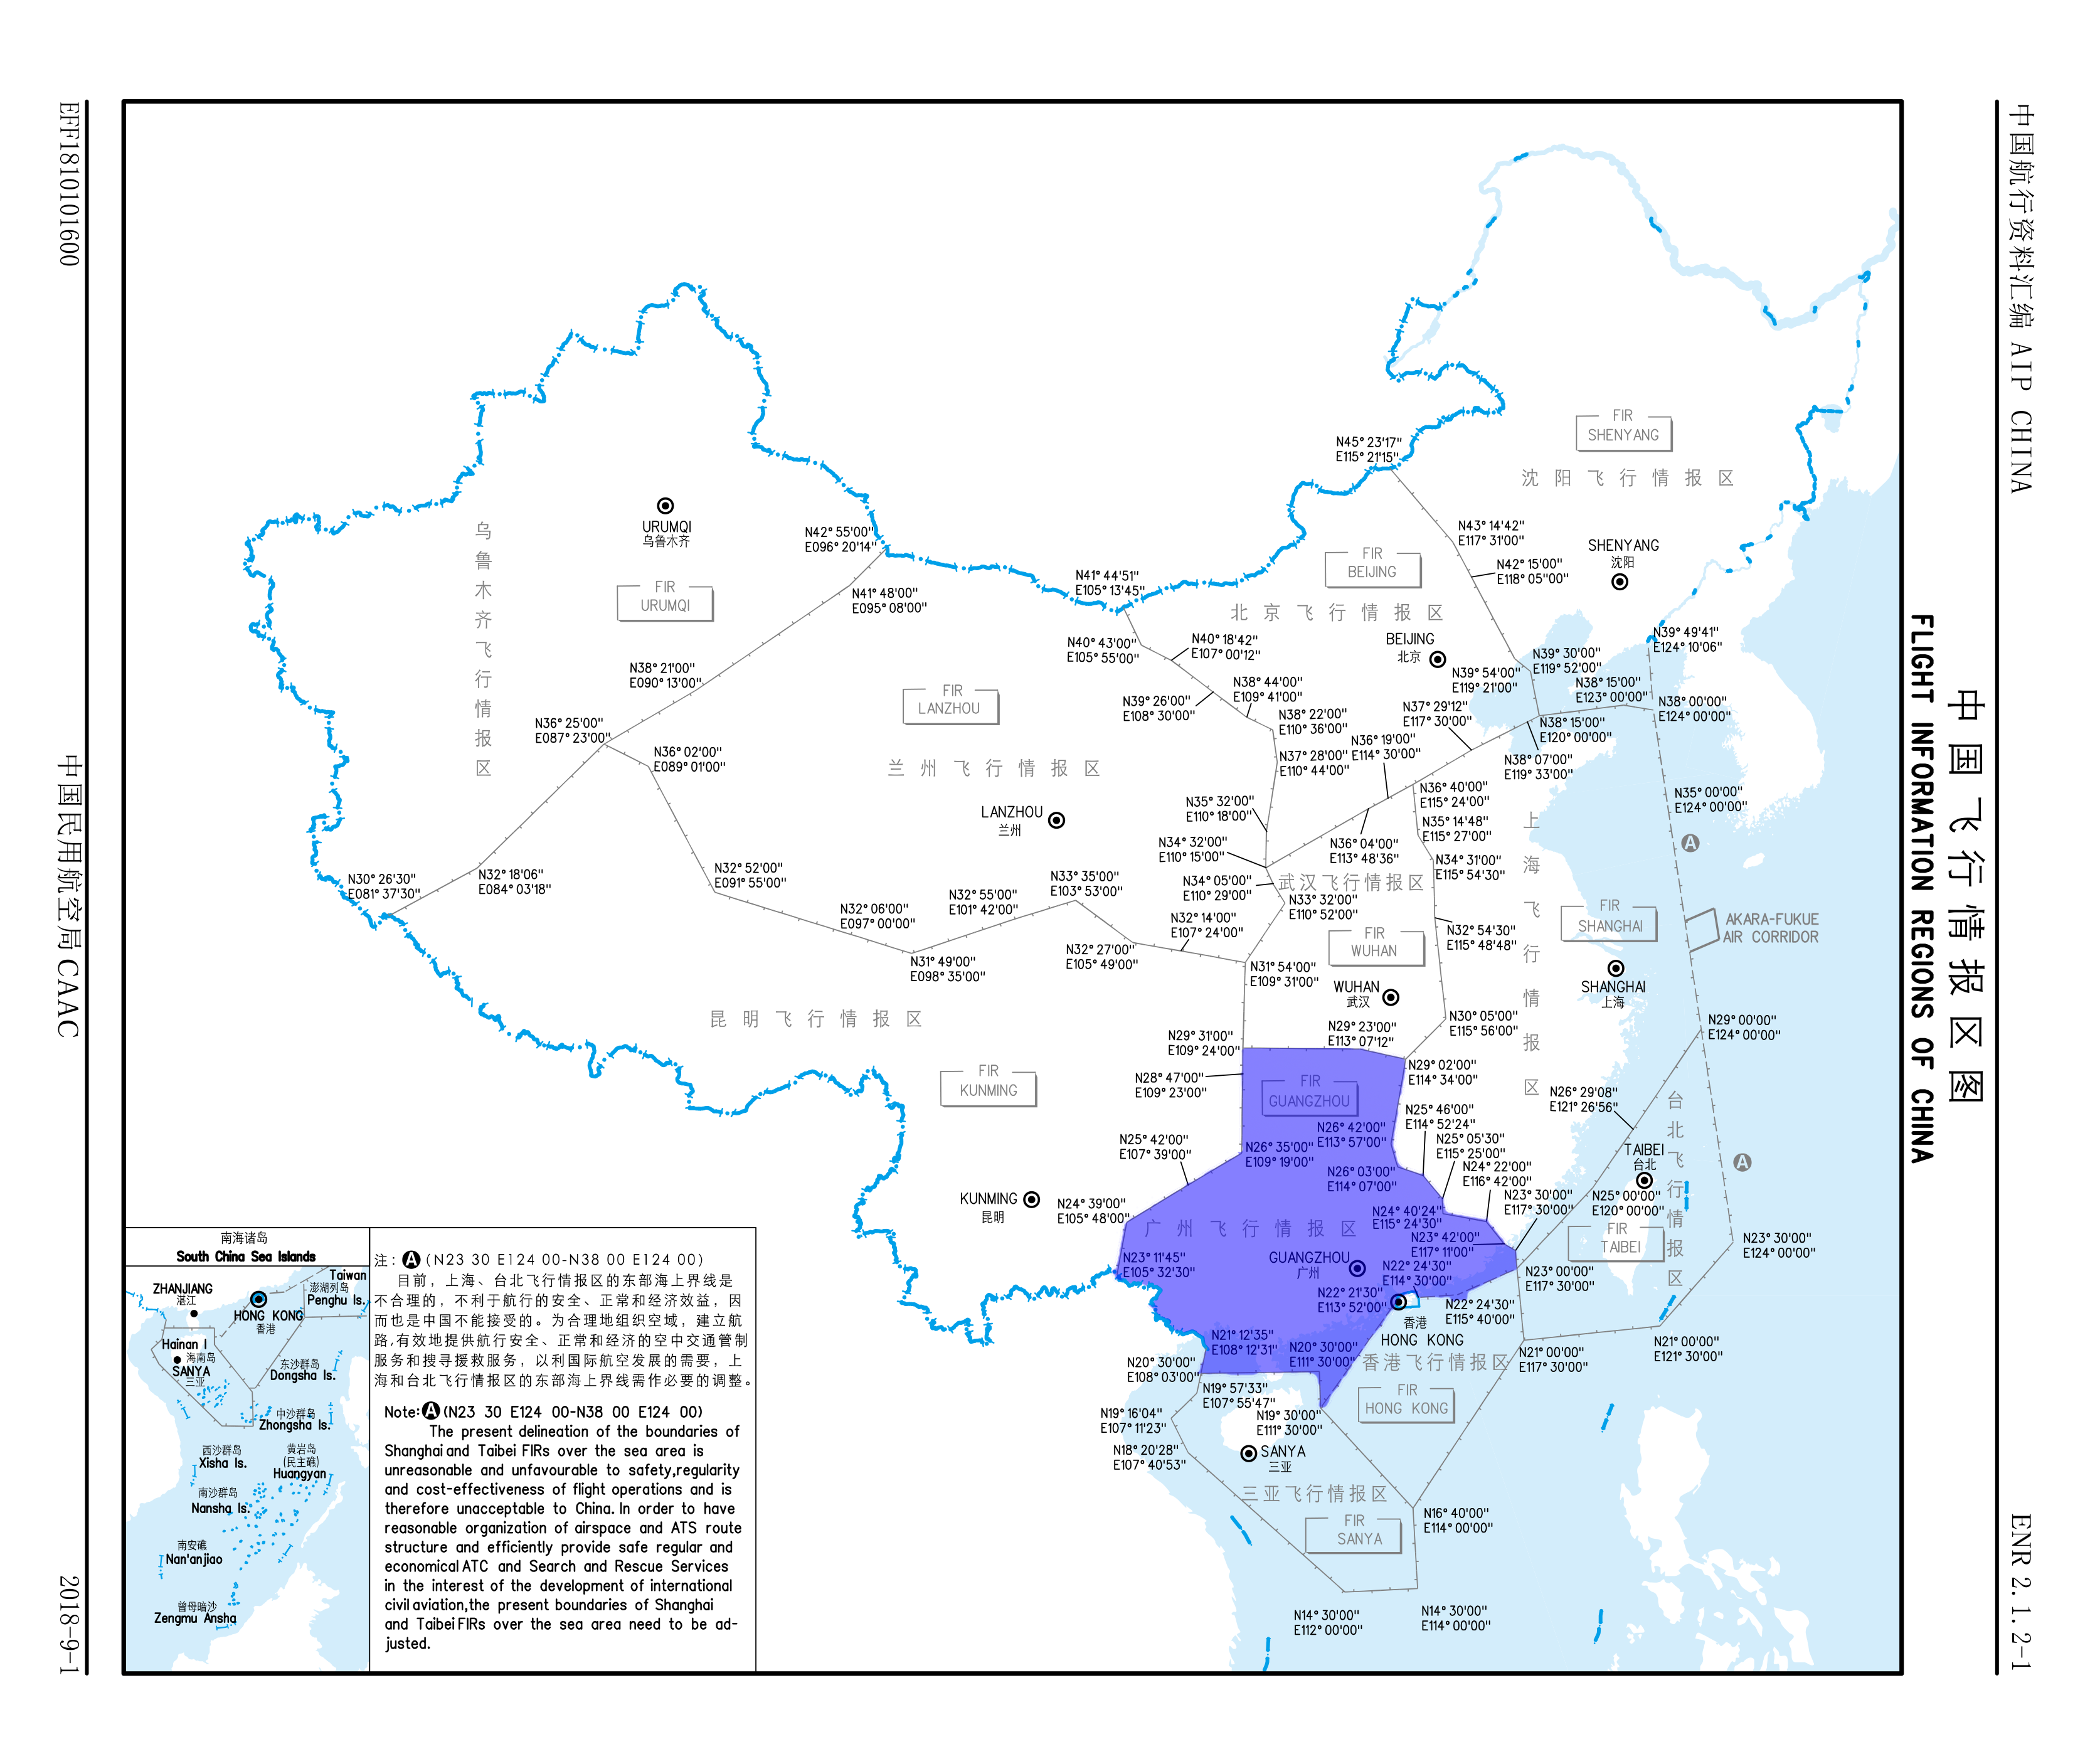 EFF1810101600
中国民用航空局CAAC
2018-9-1
中国航行资料汇编 AIP CHINA
ENR 2.1.2-1
中国飞行情报区图
FLIGHT INFORMATION REGIONS OF CHINA
FIR
SHENYANG
沈阳飞行情报区
N45° 23'17"
E115° 21'15"
乌鲁木齐飞行情报区
URUMQI
乌鲁木齐
FIR
URUMQI
N42° 55'00"
E096° 20'14"
N41° 48'00"
E095° 08'00"
N43° 14'42"
E117° 31'00"
N42° 15'00"
E118° 05'00"
SHENYANG
沈阳
FIR
BEIJING
北京飞行情报区
BEIJING
北京
N41° 44'51"
E105° 13'45"
N40° 43'00"
E105° 55'00"
N40° 18'42"
E107° 00'12"
N39° 26'00"
E108° 30'00"
N38° 44'00"
E109° 41'00"
N38° 22'00"
E110° 36'00"
N37° 28'00"
E110° 44'00"
N36° 19'00"
E114° 30'00"
N37° 29'12"
E117° 30'00"
N39° 54'00"
E119° 21'00"
N39° 30'00"
E119° 52'00"
N39° 49'41"
E124° 10'06"
N38° 15'00"
E123° 00'00"
N38° 00'00"
E124° 00'00"
N38° 15'00"
E120° 00'00"
N38° 07'00"
E119° 33'00"
N38° 21'00"
E090° 13'00"
N36° 25'00"
E087° 23'00"
N36° 02'00"
E089° 01'00"
FIR
LANZHOU
兰州飞行情报区
LANZHOU
兰州
N35° 32'00"
E110° 18'00"
N34° 32'00"
E110° 15'00"
N34° 05'00"
E110° 29'00"
N36° 04'00"
E113° 48'36"
N36° 40'00"
E115° 24'00"
N35° 14'48"
E115° 27'00"
N34° 31'00"
E115° 54'30"
上海飞行情报区
N35° 00'00"
E124° 00'00"
A
武汉飞行情报区
N33° 32'00"
E110° 52'00"
FIR
WUHAN
WUHAN
武汉
N32° 54'30"
E115° 48'48"
FIR
SHANGHAI
SHANGHAI
上海
AKARA-FUKUE
AIR CORRIDOR
N30° 26'30"
E081° 37'30"
N32° 18'06"
E084° 03'18"
N32° 52'00"
E091° 55'00"
N32° 06'00"
E097° 00'00"
N31° 49'00"
E098° 35'00"
N32° 55'00"
E101° 42'00"
N33° 35'00"
E103° 53'00"
N32° 27'00"
E105° 49'00"
N32° 14'00"
E107° 24'00"
N31° 54'00"
E109° 31'00"
昆明飞行情报区
FIR
KUNMING
KUNMING
昆明
N29° 31'00"
E109° 24'00"
N29° 23'00"
E113° 07'12"
N30° 05'00"
E115° 56'00"
N29° 02'00"
E114° 34'00"
N28° 47'00"
E109° 23'00"
FIR
GUANGZHOU
N29° 00'00"
E124° 00'00"
N26° 29'08"
E121° 26'56"
台北飞行情报区
TAIBEI
台北
A
N25° 00'00"
E120° 00'00"
FIR
TAIBEI
N25° 42'00"
E107° 39'00"
N26° 35'00"
E109° 19'00"
N26° 42'00"
E113° 57'00"
N25° 46'00"
E114° 52'24"
N25° 05'30"
E115° 25'00"
N24° 22'00"
E116° 42'00"
N23° 30'00"
E117° 30'00"
N26° 03'00"
E114° 07'00"
N24° 40'24"
E115° 24'30"
N23° 42'00"
E117° 11'00"
N24° 39'00"
E105° 48'00"
广州飞行情报区
GUANGZHOU
广州
N23° 11'45"
E105° 32'30"
N22° 24'30"
E114° 30'00"
N22° 21'30"
E113° 52'00"
香港
HONG KONG
N22° 24'30"
E115° 40'00"
N23° 00'00"
E117° 30'00"
N23° 30'00"
E124° 00'00"
N21° 00'00"
E121° 30'00"
N21° 00'00"
E117° 30'00"
N21° 12'35"
E108° 12'31"
N20° 30'00"
E111° 30'00"
香港飞行情报区
FIR
HONG KONG
N20° 30'00"
E108° 03'00"
N19° 57'33"
E107° 55'47"
N19° 30'00"
E111° 30'00"
N19° 16'04"
E107° 11'23"
N18° 20'28"
E107° 40'53"
SANYA
三亚
三亚飞行情报区
FIR
SANYA
N16° 40'00"
E114° 00'00"
N14° 30'00"
E112° 00'00"
N14° 30'00"
E114° 00'00"
南海诸岛
South China Sea Islands
ZHANJIANG
湛江
Taiwan
澎湖列岛
Penghu Is.
HONG KONG
香港
Hainan I
海南岛
SANYA
三亚
东沙群岛
Dongsha Is.
中沙群岛
Zhongsha Is.
西沙群岛
Xisha Is.
黄岩岛
(民主礁)
Huangyan
南沙群岛
Nansha Is.
南安礁
Nan'anjiao
曾母暗沙
Zengmu Ansha
注: A (N23 30 E124 00-N38 00 E124 00)
目前，上海、台北飞行情报区的东部海上界线是
不合理的，不利于航行的安全、正常和经济效益，因
而也是中国不能接受的。为合理地组织空域，建立航
路,有效地提供航行安全、正常和经济的空中交通管制
服务和搜寻援救服务，以利国际航空发展的需要，上
海和台北飞行情报区的东部海上界线需作必要的调整。
Note: A (N23 30 E124 00-N38 00 E124 00)
The present delineation of the boundaries of
Shanghai and Taibei FIRs over the sea area is
unreasonable and unfavourable to safety,regularity
and cost-effectiveness of flight operations and is
therefore unacceptable to China. In order to have
reasonable organization of airspace and ATS route
structure and efficiently provide safe regular and
economical ATC and Search and Rescue Services
in the interest of the development of international
civil aviation,the present boundaries of Shanghai
and Taibei FIRs over the sea area need to be ad-
justed.